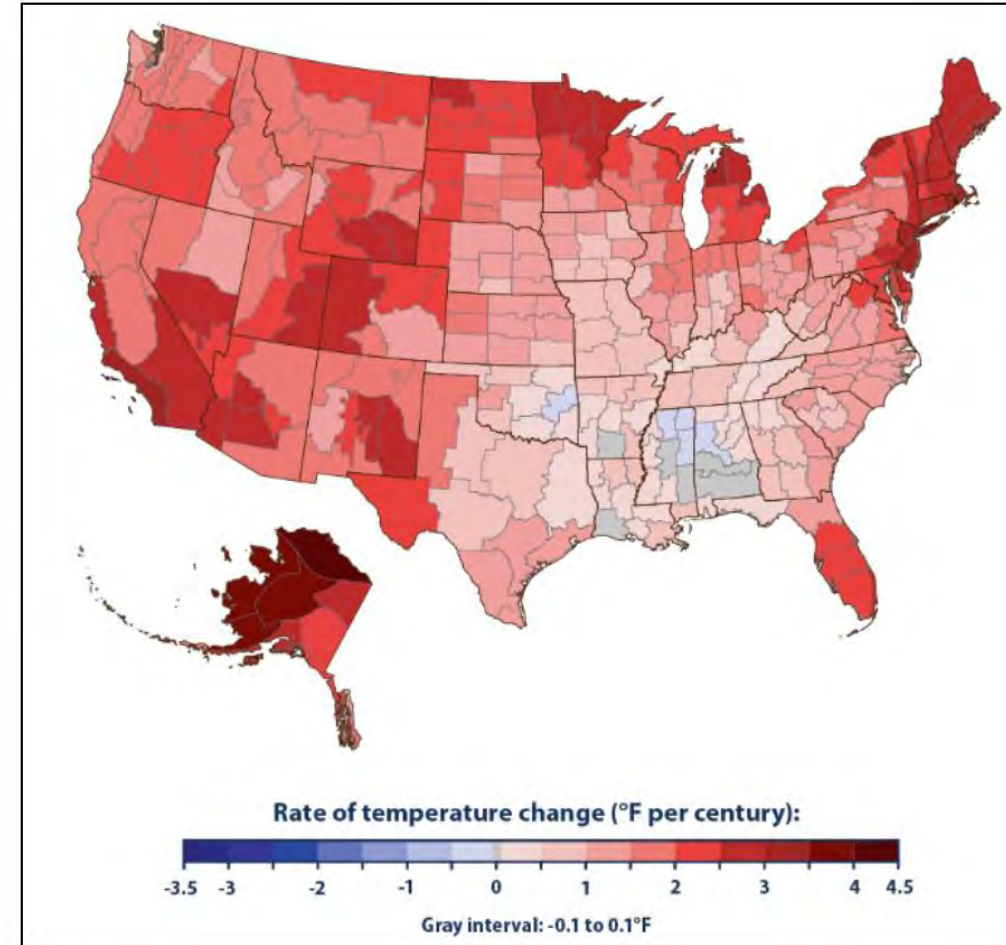 Rate of temperature change (°F per century):
-3.5 -3 -2 -1 0 1 2 3 4 4.5
Gray interval: -0.1 to 0.1°F